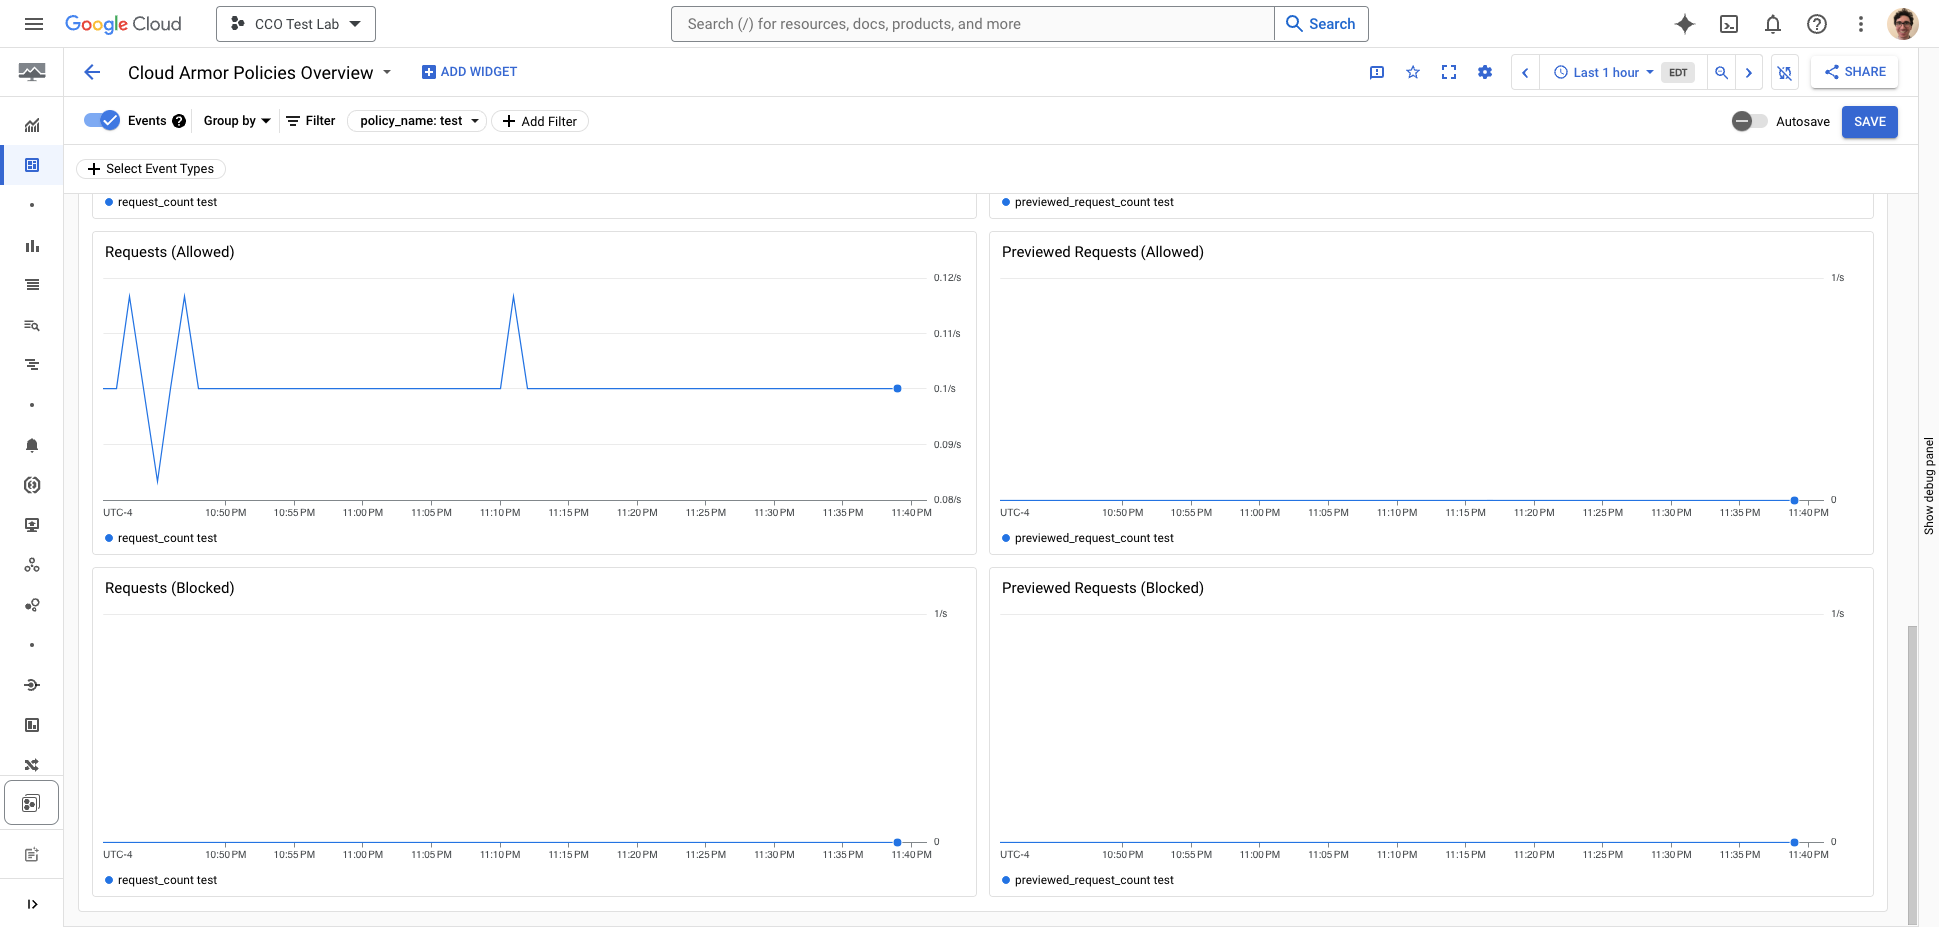 Google Cloud
CCO Test Lab
Search (/) for resources, docs, products, and more
Search
Cloud Armor Policies Overview
ADD WIDGET
Last 1 hour
EDT
SHARE
Events
Group by
Filter
policy_name: test
Add Filter
Autosave
SAVE
Select Event Types
request_count test
previewed_request_count test
Requests (Allowed)
0.12/s
0.11/s
0.1/s
0.09/s
0.08/s
UTC-4 10:50 PM 10:55 PM 11:00 PM 11:05 PM 11:10 PM 11:15 PM 11:20 PM 11:25 PM 11:30 PM 11:35 PM 11:40 PM
request_count test
Previewed Requests (Allowed)
1/s
0
UTC-4 10:50 PM 10:55 PM 11:00 PM 11:05 PM 11:10 PM 11:15 PM 11:20 PM 11:25 PM 11:30 PM 11:35 PM 11:40 PM
previewed_request_count test
Requests (Blocked)
1/s
0
UTC-4 10:50 PM 10:55 PM 11:00 PM 11:05 PM 11:10 PM 11:15 PM 11:20 PM 11:25 PM 11:30 PM 11:35 PM 11:40 PM
request_count test
Previewed Requests (Blocked)
1/s
0
UTC-4 10:50 PM 10:55 PM 11:00 PM 11:05 PM 11:10 PM 11:15 PM 11:20 PM 11:25 PM 11:30 PM 11:35 PM 11:40 PM
previewed_request_count test
Show debug panel